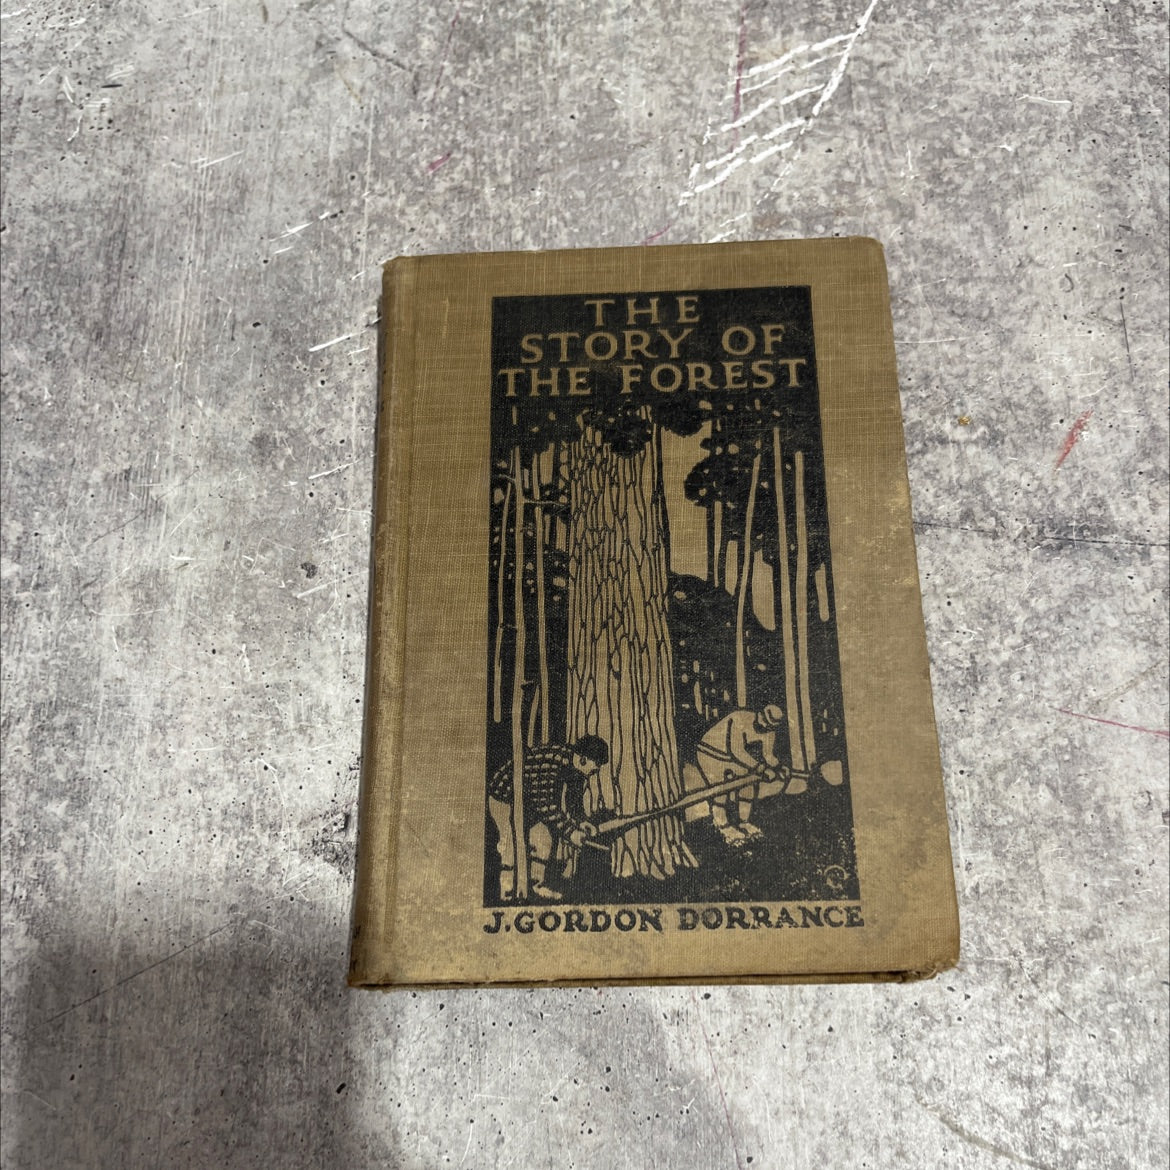 THE
STORY OF
THE FOREST
J. GORDON DORRANCE